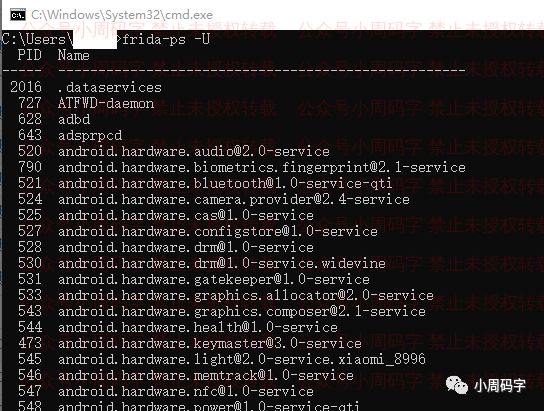 C:\Windows\System32\cmd.exe
C:\Users\ >frida-ps -U
PID Name
---- --------------------------------------------------
2016 .dataservices
727 ATFWD-daemon
628 adbd
643 adsprpcd
520 android.hardware.audio@2.0-service
790 android.hardware.biometrics.fingerprint@2.1-service
521 android.hardware.bluetooth@1.0-service-qti
524 android.hardware.camera.provider@2.4-service
525 android.hardware.cas@1.0-service
527 android.hardware.configstore@1.0-service
528 android.hardware.drm@1.0-service
530 android.hardware.drm@1.0-service.widevine
531 android.hardware.gatekeeper@1.0-service
533 android.hardware.graphics.allocator@2.0-service
543 android.hardware.graphics.composer@2.1-service
544 android.hardware.health@1.0-service
473 android.hardware.keymaster@3.0-service
545 android.hardware.light@2.0-service.xiaomi_8996
546 android.hardware.memtrack@1.0-service
547 android.hardware.nfc@1.0-service
548 android.hardware.power@1.0-service-qti
小周码字
公众号小周码字 禁止未授权转载